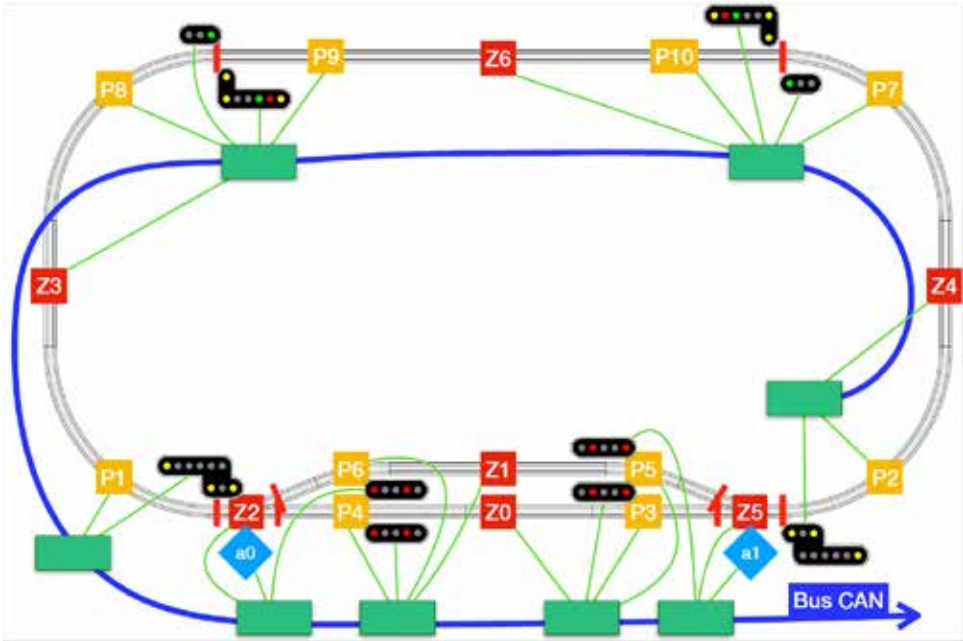 P9 Z6 P10
P8 P7
Z3 Z4
P1 P6 Z1 P5 P2
Z2 P4 Z0 P3 Z5
a0 a1
Bus CAN